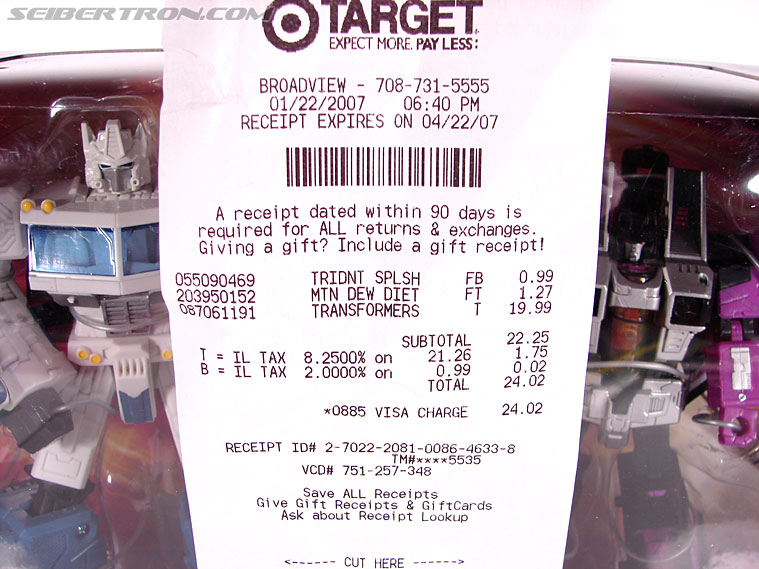 SEIBERTRON.COM
TARGET
EXPECT MORE. PAY LESS:
BROADVIEW - 708-731-5555
01/22/2007 06:40 PM
RECEIPT EXPIRES ON 04/22/07
A receipt dated within 90 days is
required for ALL returns & exchanges.
Giving a gift? Include a gift receipt!
055090469 TRIDNT SPLSH FB 0.99
203950152 MTN DEW DIET FT 1.27
087061191 TRANSFORMERS T 19.99
SUBTOTAL 22.25
T = IL TAX 8.2500% on 21.26 1.75
B = IL TAX 2.0000% on 0.99 0.02
TOTAL 24.02
*0885 VISA CHARGE 24.02
RECEIPT ID# 2-7022-2081-0086-4633-8
TM#****5535
VCD# 751-257-348
Save ALL Receipts
Give Gift Receipts & GiftCards
Ask about Receipt Lookup
<------ CUT HERE ------>